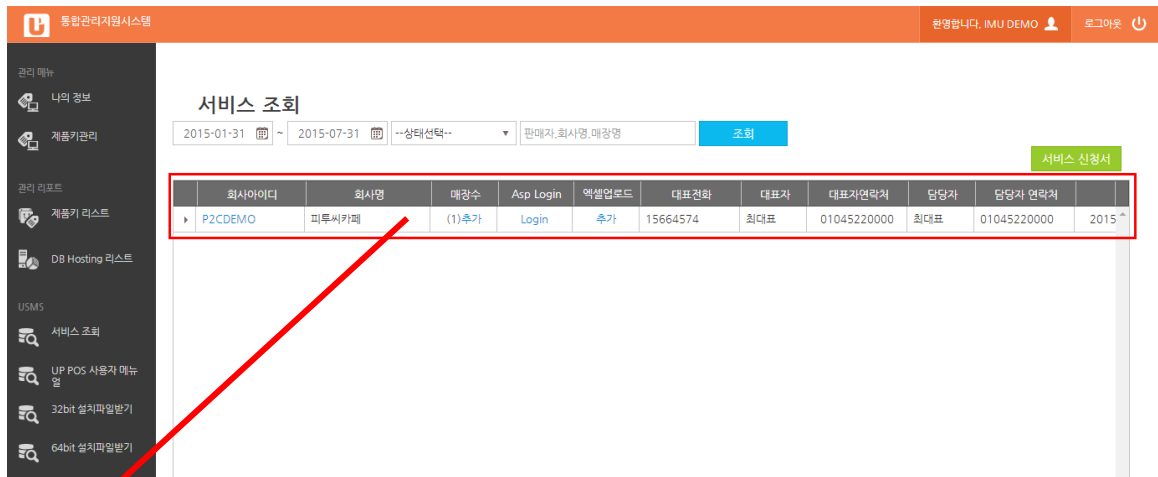 통합관리지원시스템
환영합니다, IMU DEMO
로그아웃
관리 메뉴
나의 정보
제품키관리
관리 리포트
제품키 리스트
DB Hosting 리스트
USMS
서비스 조회
UP POS 사용자 메뉴
얼
32bit 설치파일받기
64bit 설치파일받기
서비스 조회
2015-01-31 ~ 2015-07-31 --상태선택-- 판매자,회사명,매장명 조회
서비스 신청서
회사아이디 회사명 매장수 Asp Login 엑셀업로드 대표전화 대표자 대표자연락처 담당자 담당자 연락처
P2CDEMO 피투씨카페 (1)추가 Login 추가 15664574 최대표 01045220000 최대표 01045220000 2015